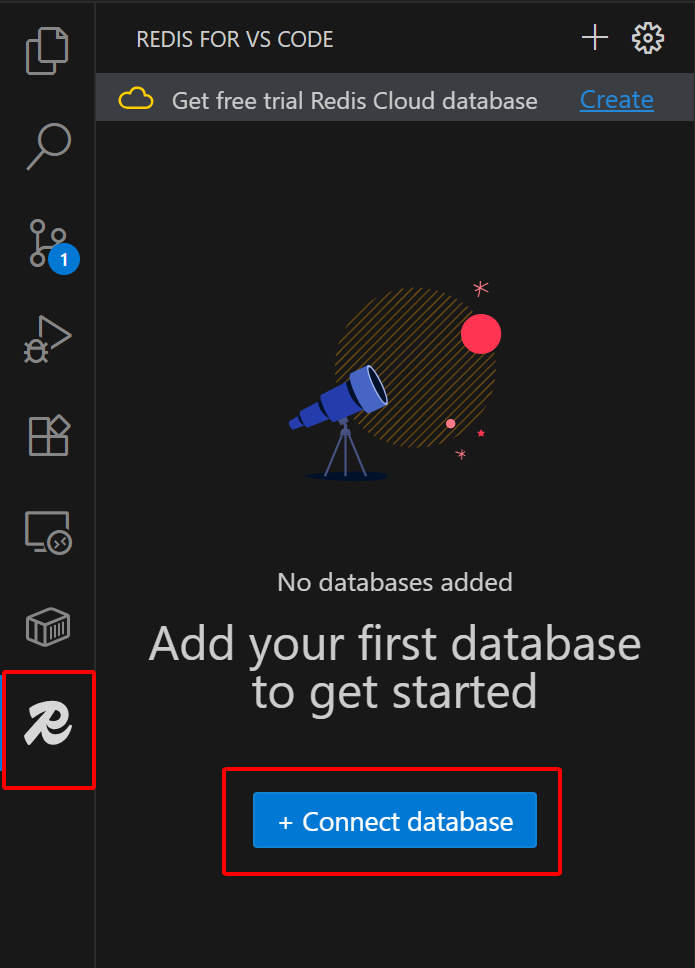 REDIS FOR VS CODE
Get free trial Redis Cloud database Create
1
No databases added
Add your first database
to get started
+ Connect database